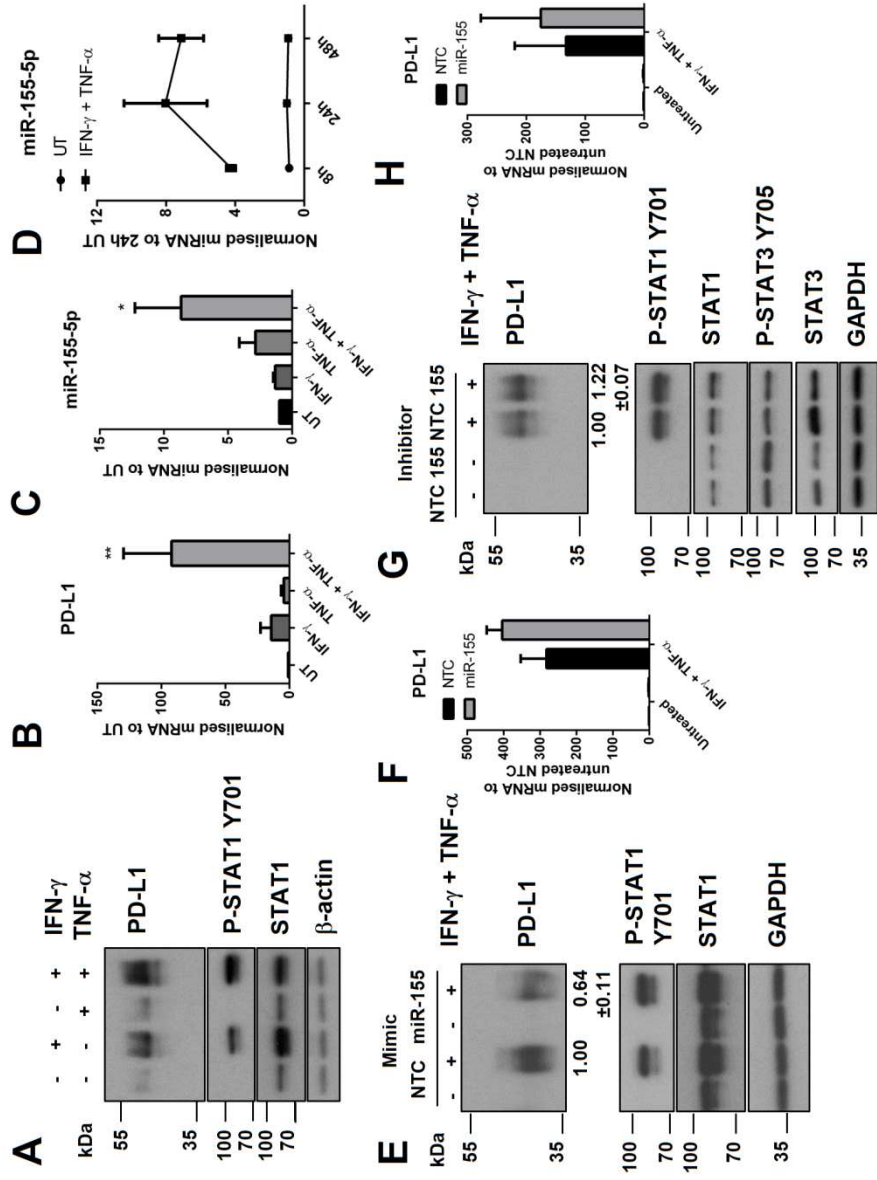 A
IFN-γ - + - +
TNF-α - - + +
kDa
55
35
PD-L1
100
70
P-STAT1 Y701
100
70
STAT1
β-actin
B
PD-L1
Normalised mRNA to UT
150
100
50
0
**
UT
IFN-γ
TNF-α
IFN-γ + TNF-α
C
miR-155-5p
Normalised miRNA to UT
15
10
5
0
*
UT
IFN-γ
TNF-α
IFN-γ + TNF-α
D
miR-155-5p
UT
IFN-γ + TNF-α
Normalised miRNA to 24h UT
12
8
4
0
8h
24h
48h
E
Mimic
NTC miR-155
kDa
- + - + IFN-γ + TNF-α
55
35
PD-L1
1.00 0.64
±0.11
100
70
P-STAT1
Y701
100
70
STAT1
35
GAPDH
F
PD-L1
NTC
miR-155
Normalised mRNA to
untreated NTC
500
400
300
200
100
0
Untreated
IFN-γ + TNF-α
G
Inhibitor
NTC 155 NTC 155
kDa
- - + + IFN-γ + TNF-α
55
35
PD-L1
1.00 1.22
±0.07
100
70
P-STAT1 Y701
100
70
STAT1
100
70
P-STAT3 Y705
100
70
STAT3
35
GAPDH
H
PD-L1
NTC
miR-155
Normalised mRNA to
untreated NTC
300
200
100
0
Untreated
IFN-γ + TNF-α